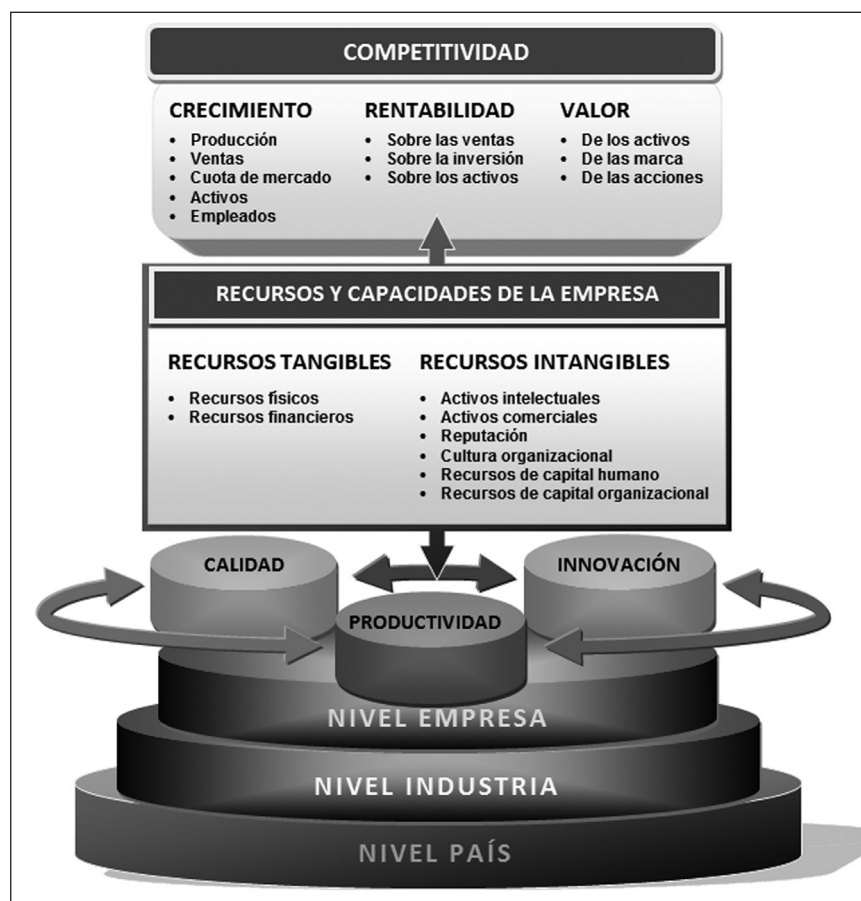 COMPETITIVIDAD
CRECIMIENTO
• Producción
• Ventas
• Cuota de mercado
• Activos
• Empleados
RENTABILIDAD
• Sobre las ventas
• Sobre la inversión
• Sobre los activos
VALOR
• De los activos
• De las marca
• De las acciones
RECURSOS Y CAPACIDADES DE LA EMPRESA
RECURSOS TANGIBLES
• Recursos físicos
• Recursos financieros
RECURSOS INTANGIBLES
• Activos intelectuales
• Activos comerciales
• Reputación
• Cultura organizacional
• Recursos de capital humano
• Recursos de capital organizacional
CALIDAD
INNOVACIÓN
PRODUCTIVIDAD
NIVEL EMPRESA
NIVEL INDUSTRIA
NIVEL PAÍS